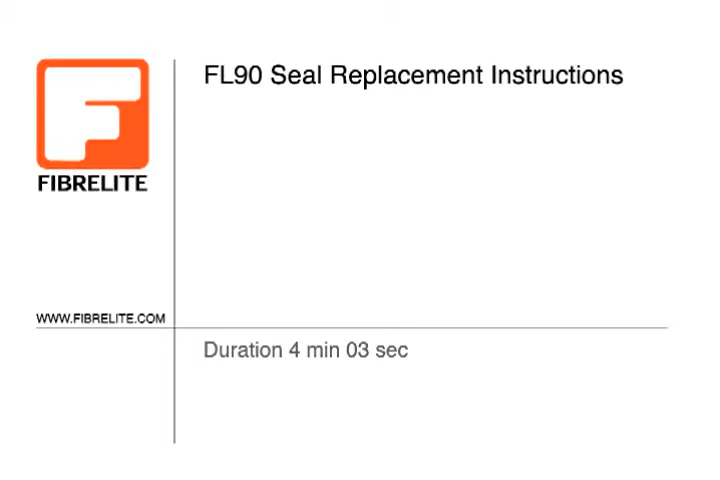 FL90 Seal Replacement Instructions
FIBRELITE
WWW.FIBRELITE.COM
Duration 4 min 03 sec